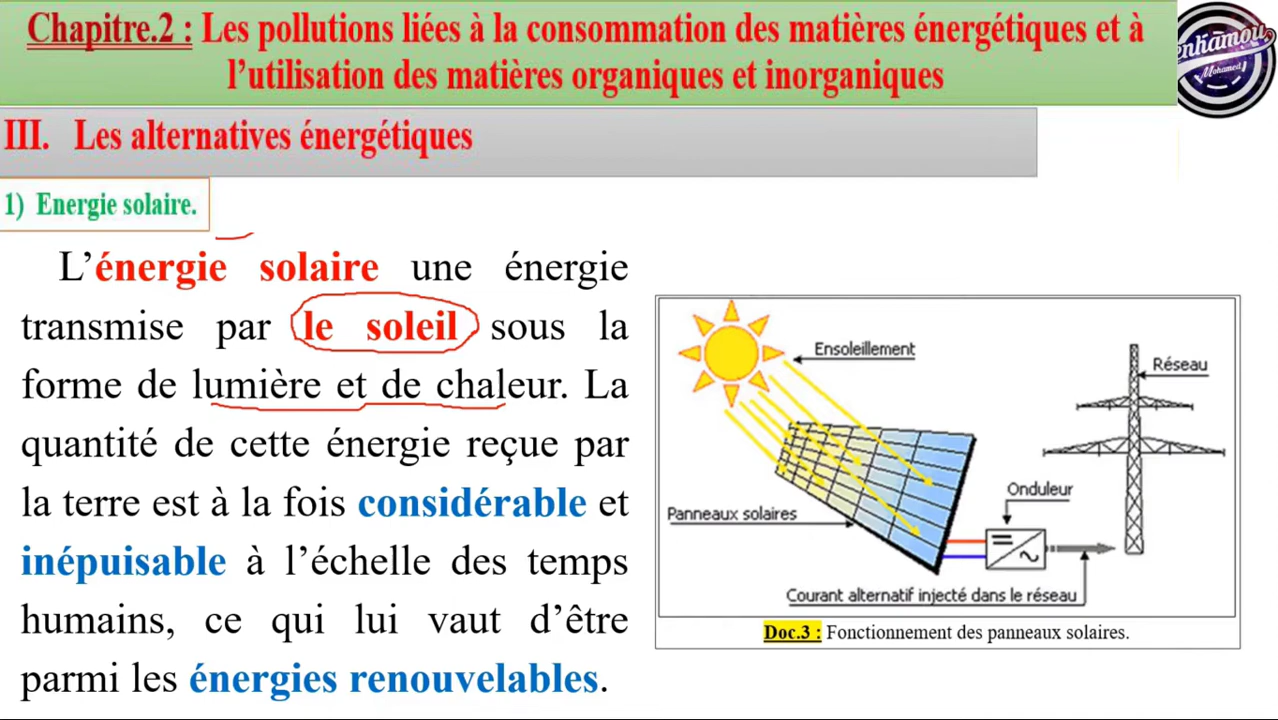 Chapitre.2 : Les pollutions liées à la consommation des matières énergétiques et à
l’utilisation des matières organiques et inorganiques
enhamou
Mohamed
III. Les alternatives énergétiques
1) Energie solaire.
L’énergie solaire une énergie
transmise par le soleil sous la
forme de lumière et de chaleur. La
quantité de cette énergie reçue par
la terre est à la fois considérable et
inépuisable à l’échelle des temps
humains, ce qui lui vaut d’être
parmi les énergies renouvelables.
Ensoleillement
Réseau
Onduleur
Panneaux solaires
Courant alternatif injecté dans le réseau
Doc.3 : Fonctionnement des panneaux solaires.